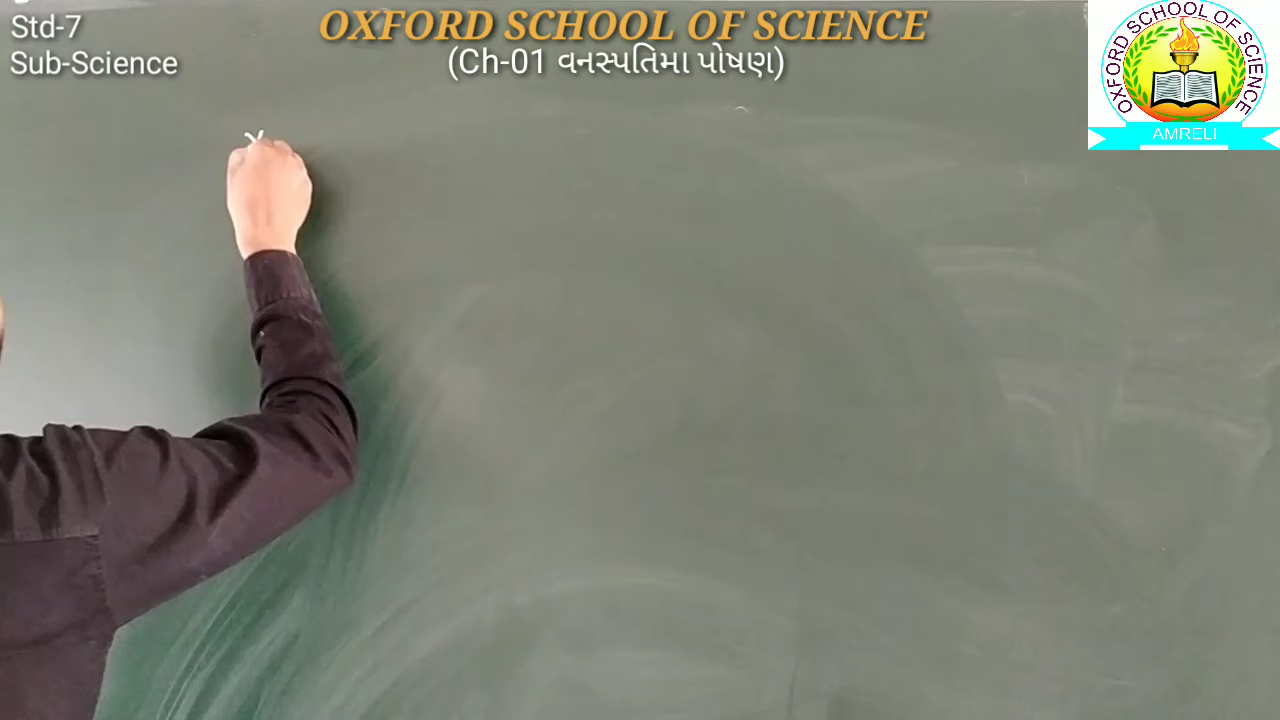 Std-7
Sub-Science
OXFORD SCHOOL OF SCIENCE
(Ch-01 વનસ્પતિમા પોષણ)
OXFORD SCHOOL OF SCIENCE
AMRELI